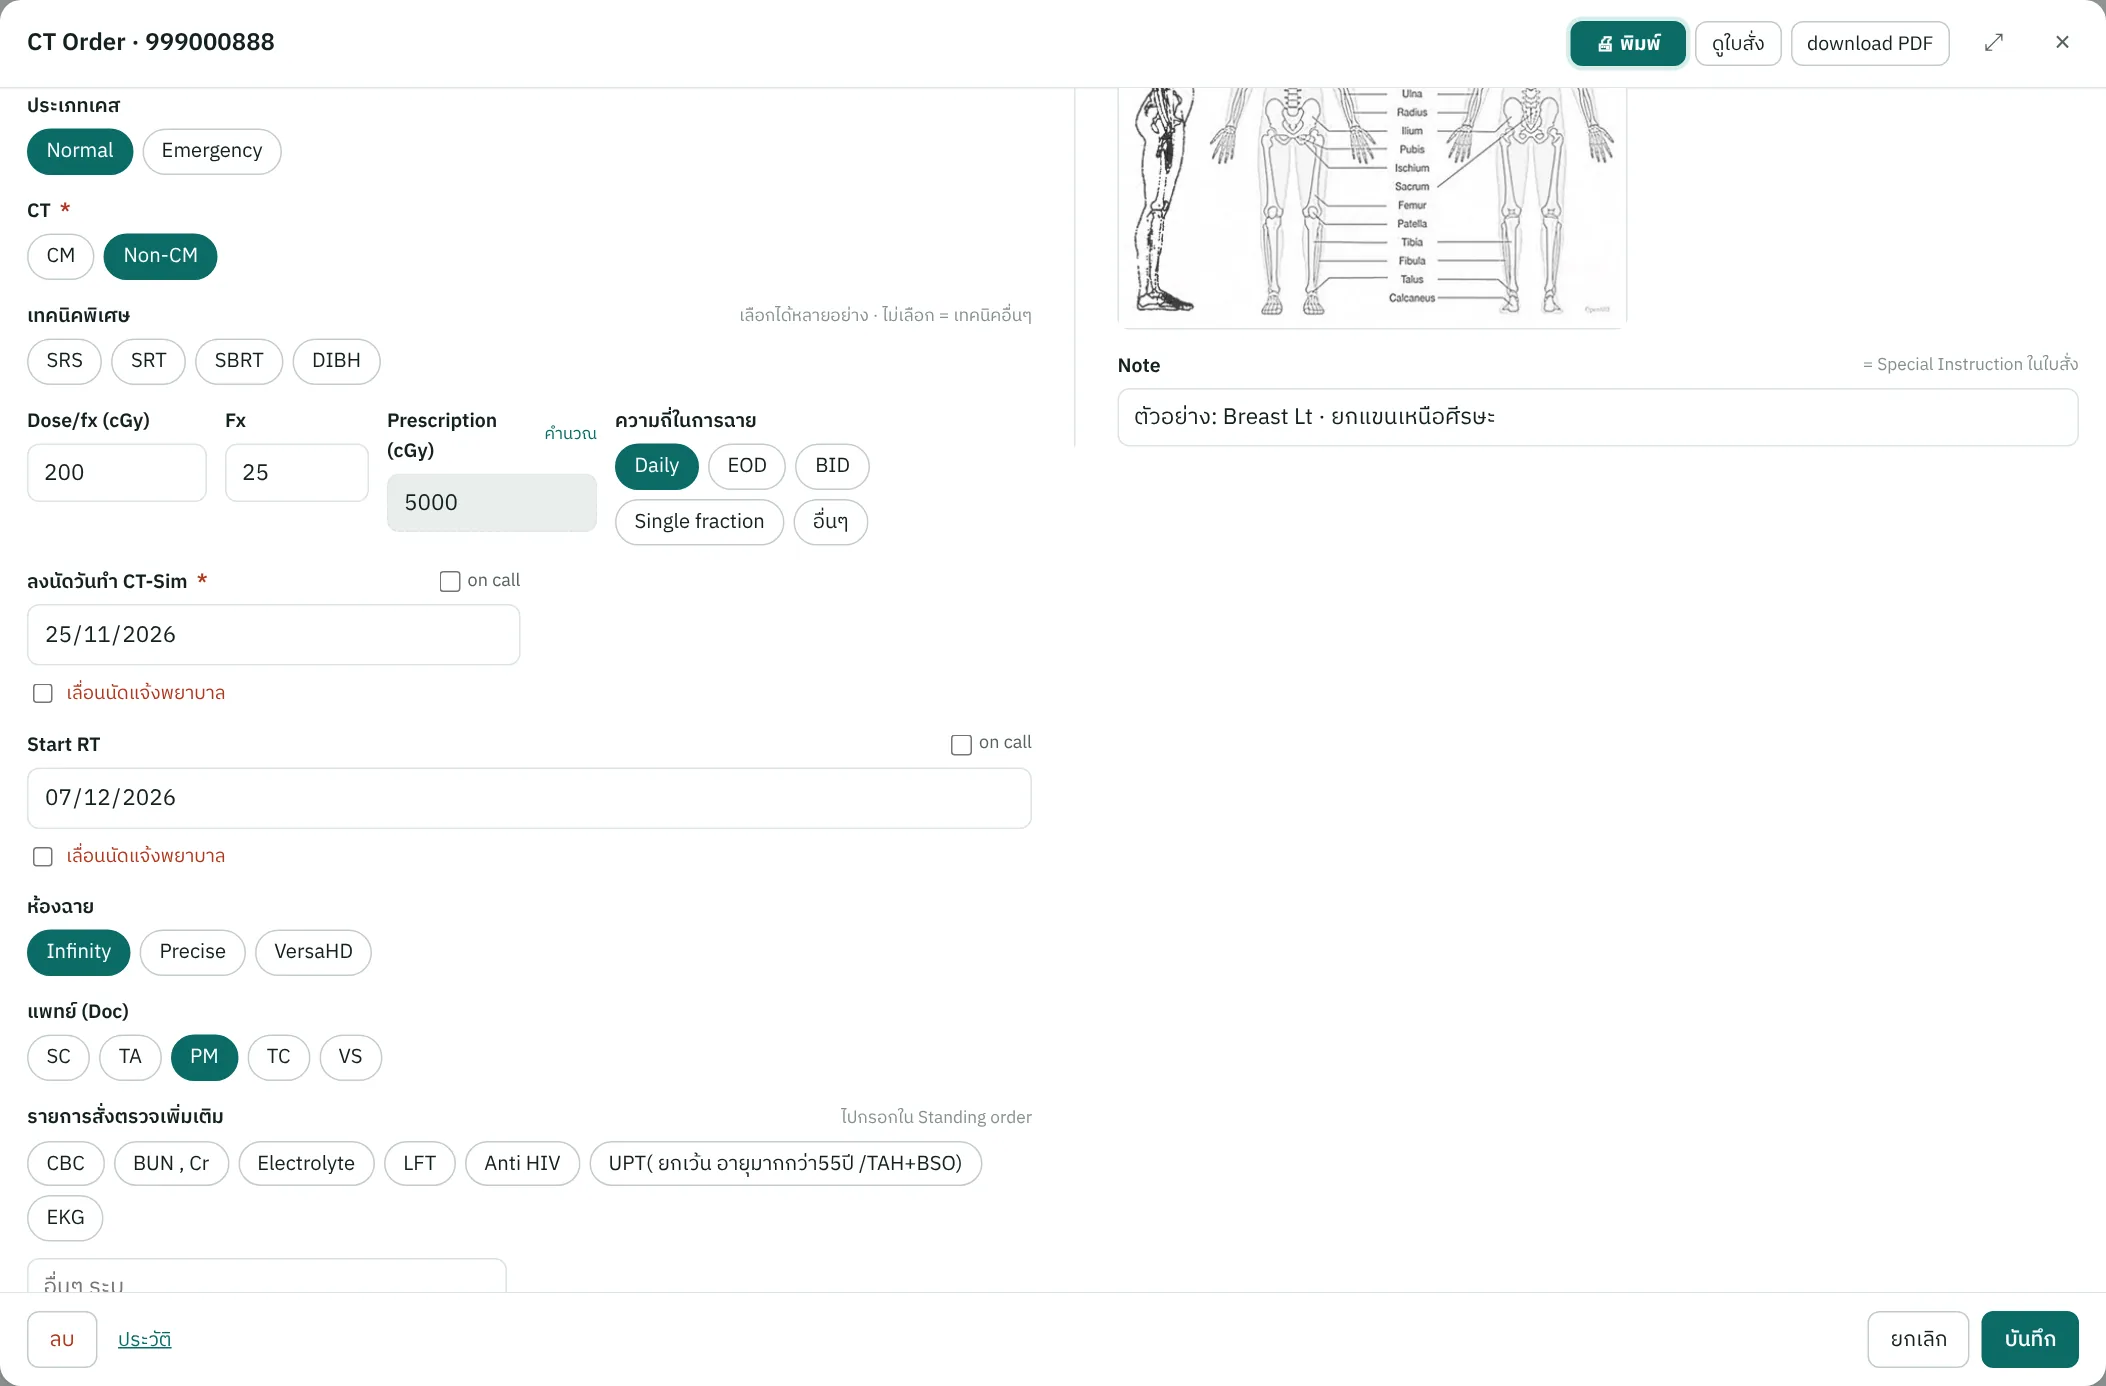 CT Order · 999000888
พิมพ์
ดูใบสั่ง
download PDF
ประเภทเคส
Normal
Emergency
CT *
CM
Non-CM
เทคนิคพิเศษ
เลือกได้หลายอย่าง · ไม่เลือก = เทคนิคอื่นๆ
SRS
SRT
SBRT
DIBH
Dose/fx (cGy)
200
Fx
25
Prescription
(cGy)
คำนวณ
5000
ความถี่ในการฉาย
Daily
EOD
BID
Single fraction
อื่นๆ
ลงนัดวันทำ CT-Sim *
on call
25/11/2026
เลื่อนนัดแจ้งพยาบาล
Start RT
on call
07/12/2026
เลื่อนนัดแจ้งพยาบาล
ห้องฉาย
Infinity
Precise
VersaHD
แพทย์ (Doc)
SC
TA
PM
TC
VS
รายการสั่งตรวจเพิ่มเติม
ไปกรอกใน Standing order
CBC
BUN , Cr
Electrolyte
LFT
Anti HIV
UPT( ยกเว้น อายุมากกว่า55ปี /TAH+BSO)
EKG
อื่นๆ ระบุ
Ulna
Radius
Ilium
Pubis
Ischium
Sacrum
Femur
Patella
Tibia
Fibula
Talus
Calcaneus
Note
= Special Instruction ในใบสั่ง
ตัวอย่าง: Breast Lt · ยกแขนเหนือศีรษะ
ลบ
ประวัติ
ยกเลิก
บันทึก